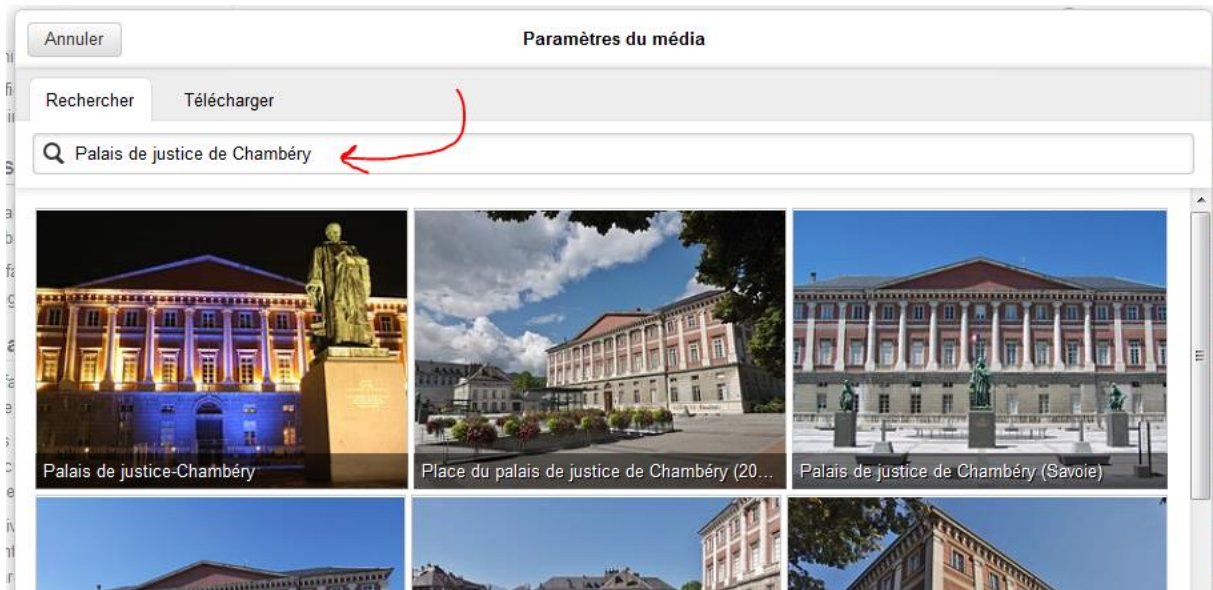 Annuler
Paramètres du média
Rechercher Télécharger
Palais de justice de Chambéry
Palais de justice-Chambéry
Place du palais de justice de Chambéry (20...
Palais de justice de Chambéry (Savoie)